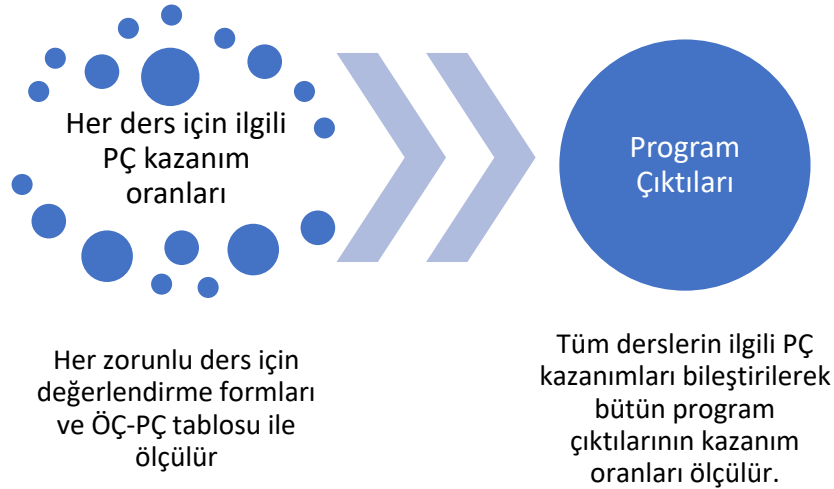 Her ders için ilgili
PÇ kazanım
oranları
Program
Çıktıları
Her zorunlu ders için
değerlendirme formları
ve ÖÇ-PÇ tablosu ile
ölçülür
Tüm derslerin ilgili PÇ
kazanımları bileştirilerek
bütün program
çıktılarının kazanım
oranları ölçülür.